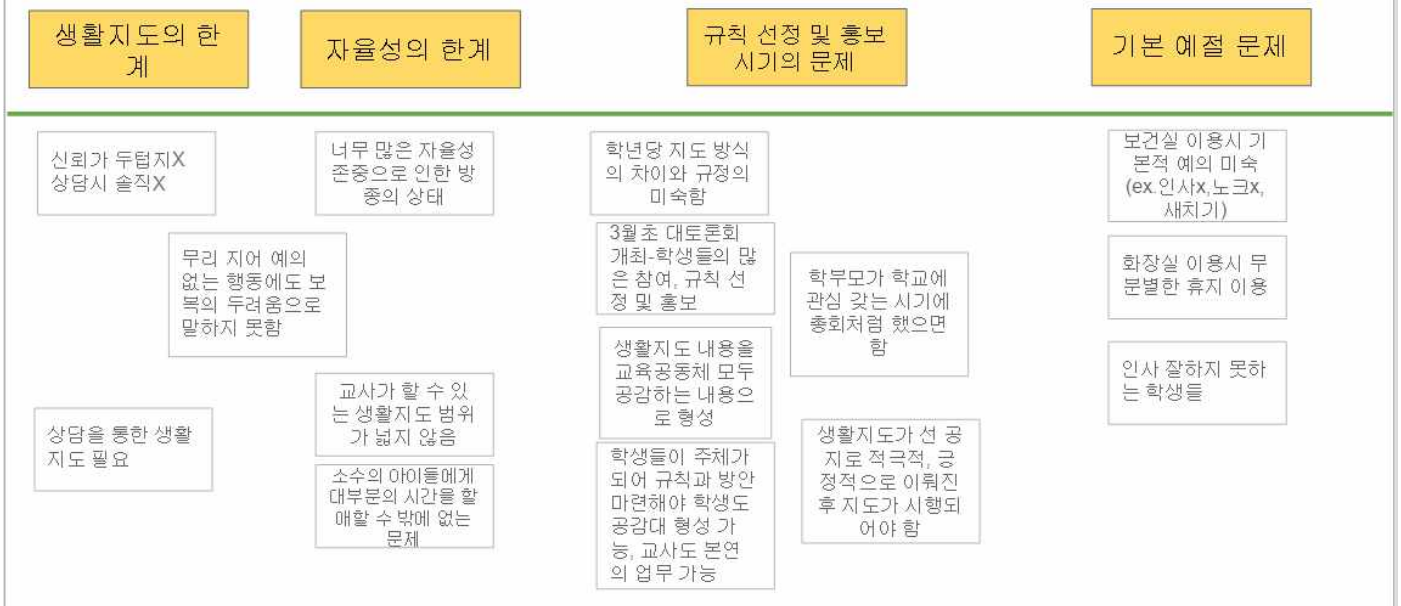 생활지도의 한
계
자율성의 한계
규칙 선정 및 홍보
시기의 문제
기본 예절 문제
신뢰가 두텁지X
상담시 솔직X
무리 지어 예의
없는 행동에도 보
복의 두려움으로
말하지 못함
상담을 통한 생활
지도 필요
너무 많은 자율성
존중으로 인한 방
종의 상태
교사가 할 수 있
는 생활지도 범위
가 넓지 않음
소수의 아이들에게
대부분의 시간을 할
애할 수 밖에 없는
문제
학년당 지도 방식
의 차이와 규정의
미숙함
3월초 대토론회
개최-학생들의 많
은 참여, 규칙 선
정 및 홍보
생활지도 내용을
교육공동체 모두
공감하는 내용으
로 형성
학생들이 주체가
되어 규칙과 방안
마련해야 학생도
공감대 형성 가
능, 교사도 본연
의 업무 가능
학부모가 학교에
관심 갖는 시기에
총회처럼 했으면
함
생활지도가 선 공
지로 적극적, 긍
정적으로 이뤄진
후 지도가 시행되
어야 함
보건실 이용시 기
본적 예의 미숙
(ex.인사x,노크x,
새치기)
화장실 이용시 무
분별한 휴지 이용
인사 잘하지 못하
는 학생들